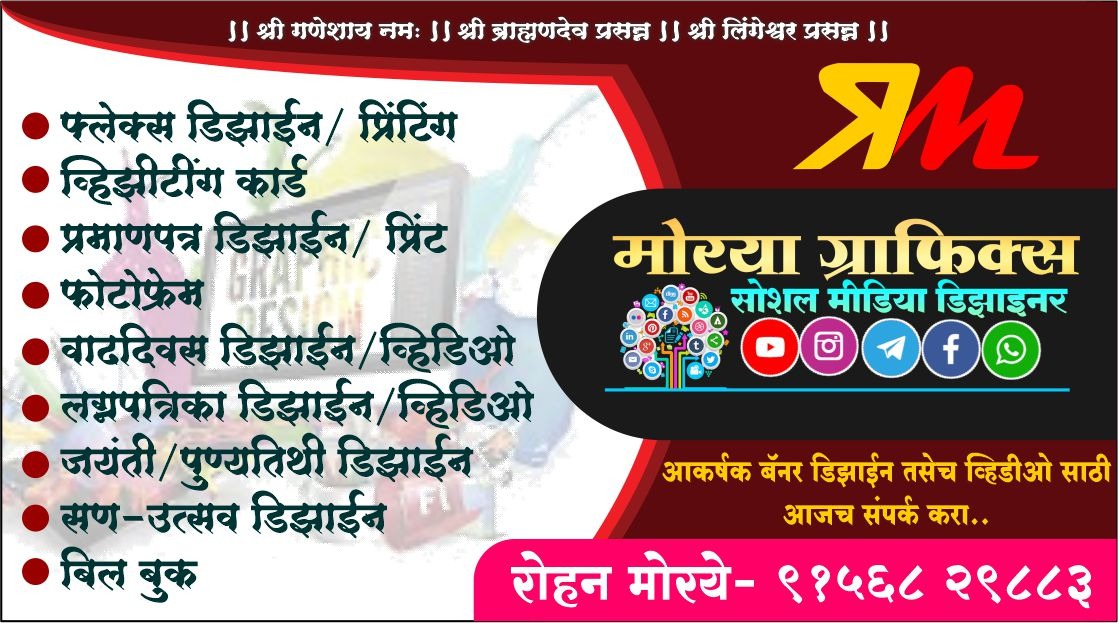 || श्री गणेशाय नमः || श्री ब्राह्मणदेव प्रसन्न || श्री लिंगेश्वर प्रसन्न ||
फ्लेक्स डिझाईन/ प्रिंटिंग
व्हिझीटींग कार्ड
प्रमाणपत्र डिझाईन/ प्रिंट
फोटोफ्रेम
वाढदिवस डिझाईन/व्हिडिओ
लग्नपत्रिका डिझाईन/व्हिडिओ
जयंती/पुण्यतिथी डिझाईन
सण-उत्सव डिझाईन
बिल बुक
मोरया ग्राफिक्स
सोशल मीडिया डिझाइनर
आकर्षक बॅनर डिझाईन तसेच व्हिडीओ साठी
आजच संपर्क करा..
रोहन मोरये- ९१५६८ २९८८३